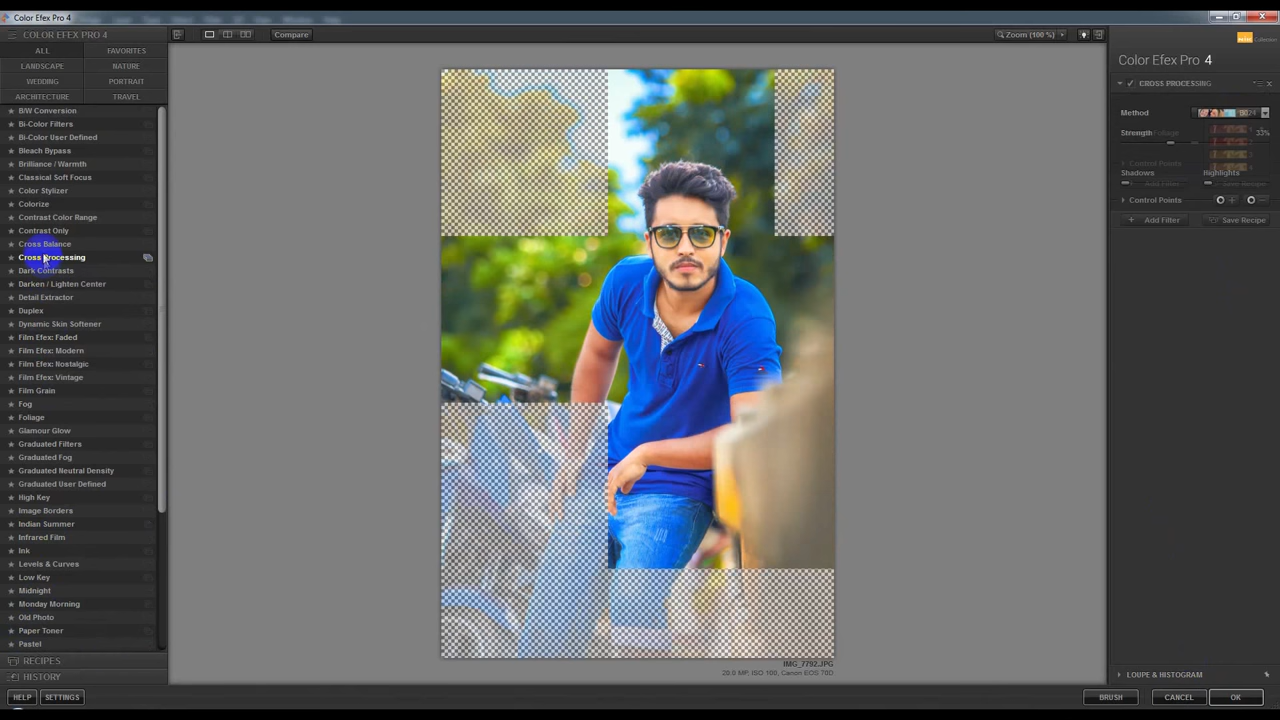 Color Efex Pro 4
COLOR EFEX PRO 4
Compare
Zoom (100 %)
ALL
FAVORITES
LANDSCAPE
NATURE
WEDDING
PORTRAIT
ARCHITECTURE
TRAVEL
B/W Conversion
Bi-Color Filters
Bi-Color User Defined
Bleach Bypass
Brilliance / Warmth
Classical Soft Focus
Color Stylizer
Colorize
Contrast Color Range
Contrast Only
Cross Balance
Cross Processing
Dark Contrasts
Darken / Lighten Center
Detail Extractor
Duplex
Dynamic Skin Softener
Film Efex: Faded
Film Efex: Modern
Film Efex: Nostalgic
Film Efex: Vintage
Film Grain
Fog
Foliage
Glamour Glow
Graduated Filters
Graduated Fog
Graduated Neutral Density
Graduated User Defined
High Key
Image Borders
Indian Summer
Infrared Film
Ink
Levels & Curves
Low Key
Midnight
Monday Morning
Old Photo
Paper Toner
Pastel
RECIPES
HISTORY
HELP
SETTINGS
IMG_7792.JPG
20.0 MP, ISO 100, Canon EOS 70D
Color Efex Pro 4
CROSS PROCESSING
Method
Strength
33%
Control Points
Shadows
Highlights
Control Points
Add Filter
Save Recipe
LOUPE & HISTOGRAM
BRUSH
CANCEL
OK